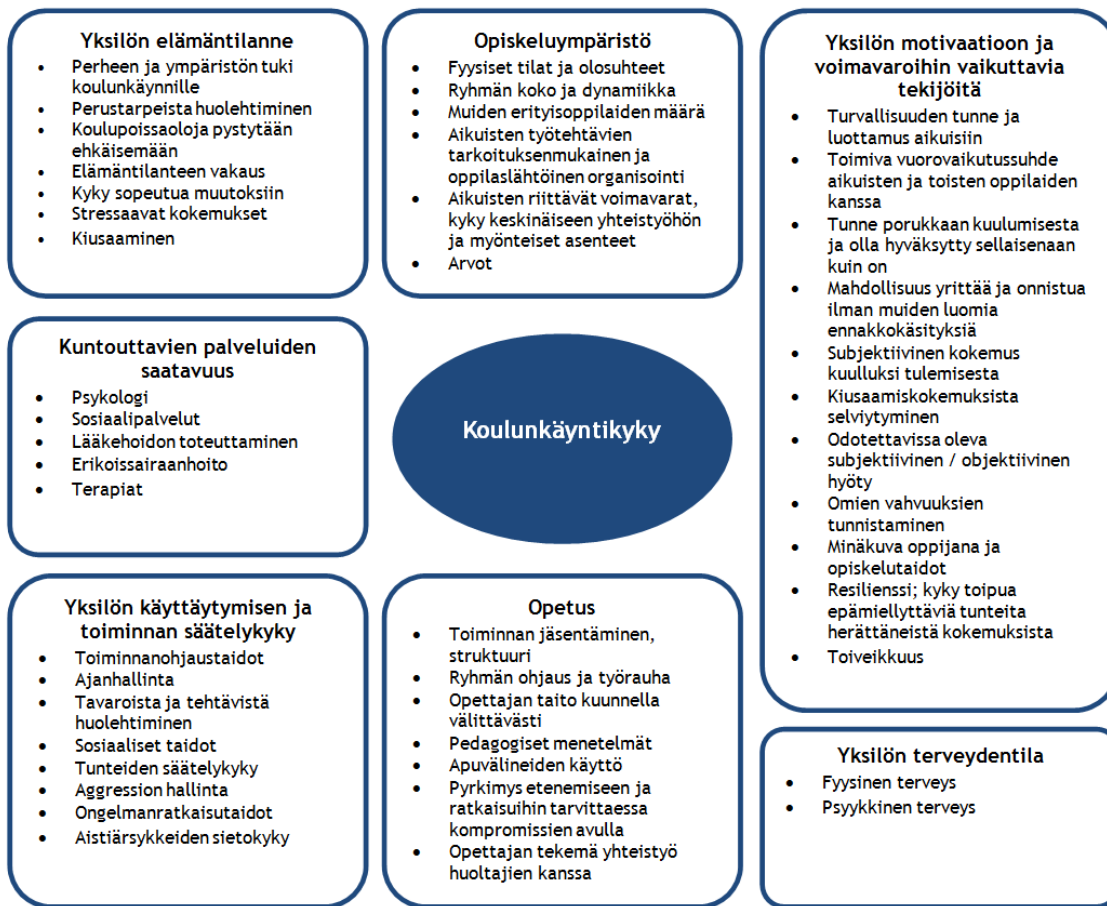 Yksilön elämäntilanne
• Perheen ja ympäristön tuki
koulunkäynnille
• Perustarpeista huolehtiminen
• Koulupoissaoloja pystytään
ehkäisemään
• Elämäntilanteen vakaus
• Kyky sopeutua muutoksiin
• Stressaavat kokemukset
• Kiusaaminen
Opiskeluympäristö
• Fyysiset tilat ja olosuhteet
• Ryhmän koko ja dynamiikka
• Muiden erityisoppilaiden määrä
• Aikuisten työtehtävien
tarkoituksenmukainen ja
oppilaslähtöinen organisointi
• Aikuisten riittävät voimavarat,
kyky keskinäiseen yhteistyöhön
ja myönteiset asenteet
• Arvot
Yksilön motivaatioon ja
voimavaroihin vaikuttavia
tekijöitä
• Turvallisuuden tunne ja
luottamus aikuisiin
• Toimiva vuorovaikutussuhde
aikuisten ja toisten oppilaiden
kanssa
• Tunne porukkaan kuulumisesta
ja olla hyväksytty sellaisenaan
kuin on
• Mahdollisuus yrittää ja onnistua
ilman muiden luomia
ennakkokäsityksiä
• Subjektiivinen kokemus
kuulluksi tulemisesta
• Kiusaamiskokemuksista
selviytyminen
• Odotettavissa oleva
subjektiivinen / objektiivinen
hyöty
• Omien vahvuuksien
tunnistaminen
• Minäkuva oppijana ja
opiskelutaidot
• Resilienssi; kyky toipua
epämiellyttäviä tunteita
herättäneistä kokemuksista
• Toiveikkuus
Kuntouttavien palveluiden
saatavuus
• Psykologi
• Sosiaalipalvelut
• Lääkehoidon toteuttaminen
• Erikoissairaanhoito
• Terapiat
Koulunkäyntikyky
Yksilön käyttäytymisen ja
toiminnan säätelykyky
• Toiminnanohjaustaidot
• Ajanhallinta
• Tavaroista ja tehtävistä
huolehtiminen
• Sosiaaliset taidot
• Tunteiden säätelykyky
• Aggression hallinta
• Ongelmanratkaisutaidot
• Aistiärsykkeiden sietokyky
Opetus
• Toiminnan jäsentäminen,
struktuuri
• Ryhmän ohjaus ja työrauha
• Opettajan taito kuunnella
välittävästi
• Pedagogiset menetelmät
• Apuvälineiden käyttö
• Pyrkimys etenemiseen ja
ratkaisuihin tarvittaessa
kompromissien avulla
• Opettajan tekemä yhteistyö
huoltajien kanssa
Yksilön terveydentila
• Fyysinen terveys
• Psyykkinen terveys